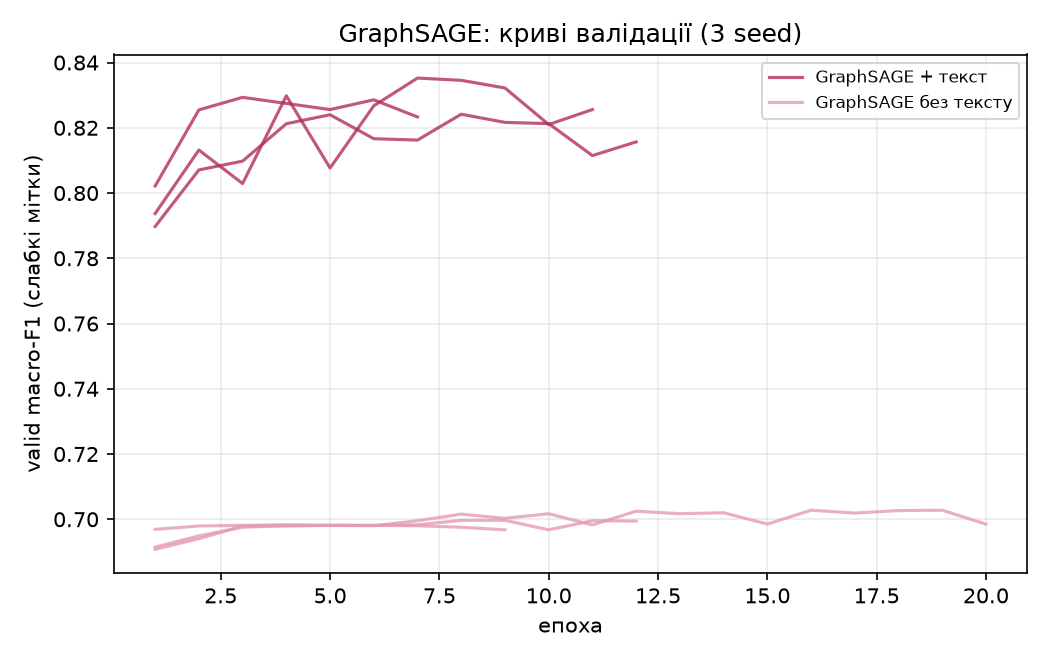 GraphSAGE: криві валідації (3 seed)
GraphSAGE + текст
GraphSAGE без тексту
valid macro-F1 (слабкі мітки)
0.84
0.82
0.80
0.78
0.76
0.74
0.72
0.70
2.5 5.0 7.5 10.0 12.5 15.0 17.5 20.0
епоха